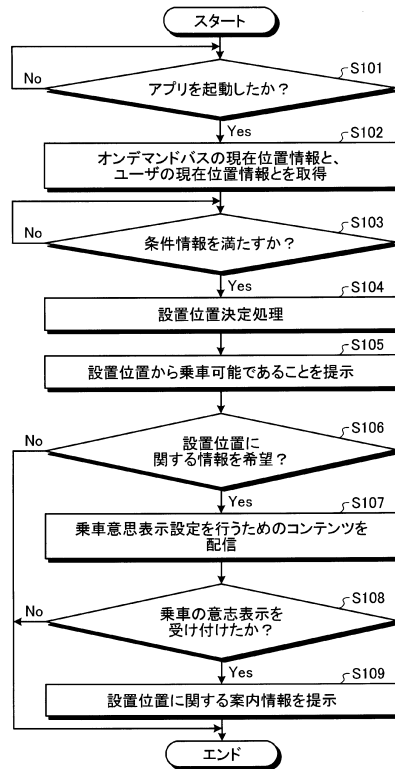 スタート
S101
アプリを起動したか？
No
Yes
S102
オンデマンドバスの現在位置情報と、
ユーザの現在位置情報とを取得
S103
条件情報を満たすか？
No
Yes
S104
設置位置決定処理
S105
設置位置から乗車可能であることを提示
S106
設置位置に
関する情報を希望？
No
Yes
S107
乗車意思表示設定を行うためのコンテンツを
配信
S108
乗車の意志表示を
受け付けたか？
No
Yes
S109
設置位置に関する案内情報を提示
エンド